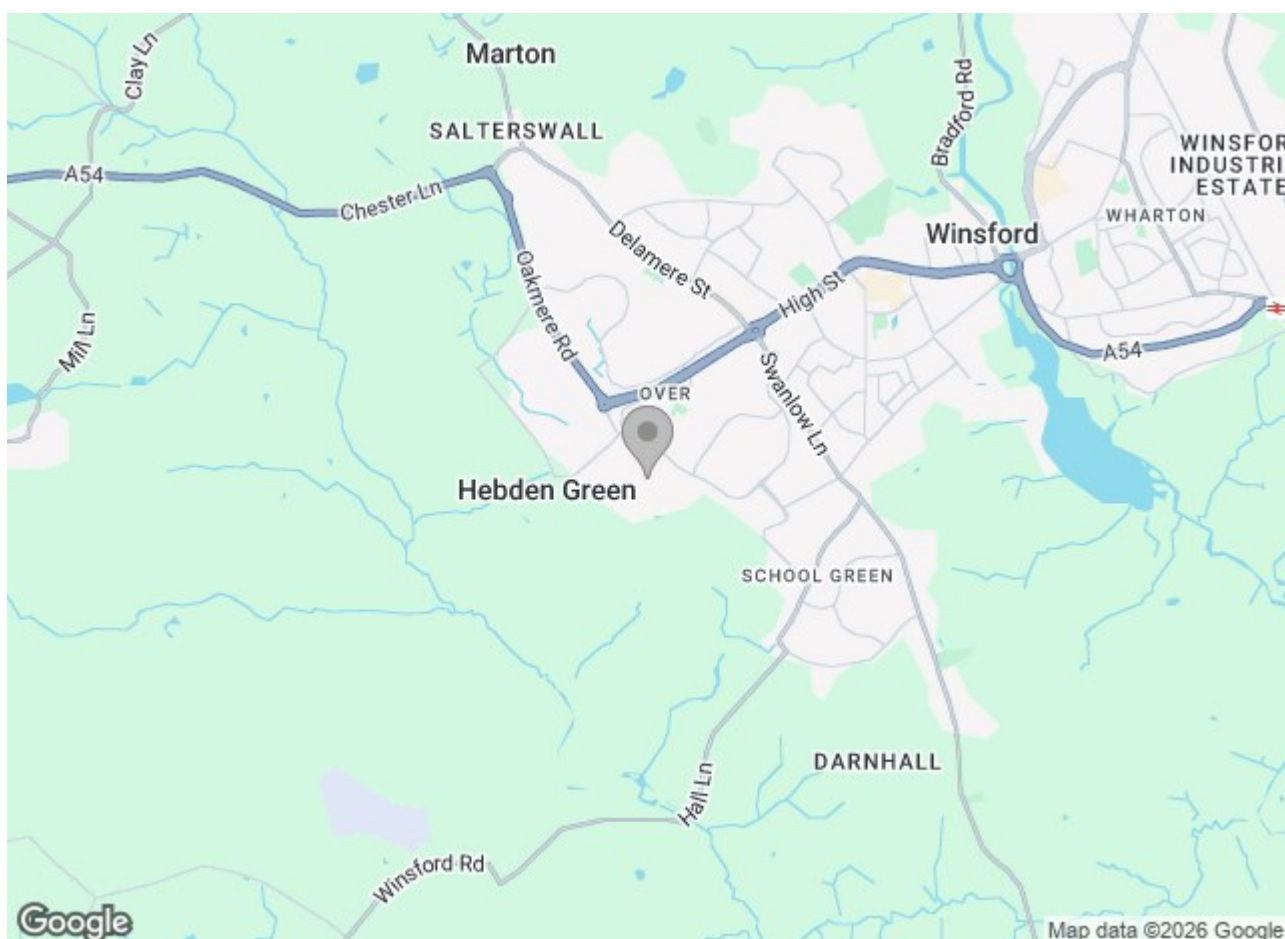 Marton
Clay Ln
SALTERSWALL
Bradford Rd
WINSFOR
INDUSTRI
ESTATE
A54
Chester Ln
WHARTON
Winsford
Delamere St
Oakmere Rd
High St
Mill Ln
A54
OVER
Swanlow Ln
Hebden Green
SCHOOL GREEN
DARNHALL
Hall Ln
Winsford Rd
Google
Map data ©2026 Google